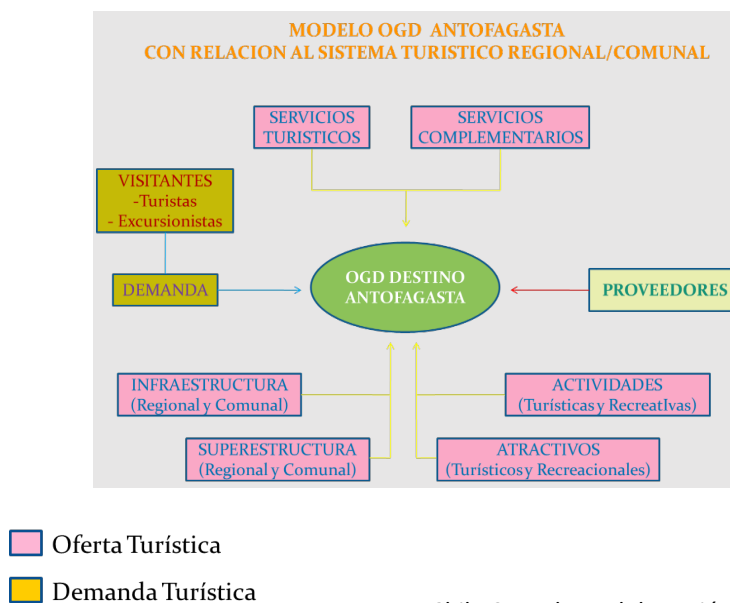 MODELO OGD ANTOFAGASTA
CON RELACION AL SISTEMA TURISTICO REGIONAL/COMUNAL
SERVICIOS
TURISTICOS
SERVICIOS
COMPLEMENTARIOS
VISITANTES
-Turistas
- Excursionistas
DEMANDA
OGD DESTINO
ANTOFAGASTA
PROVEEDORES
INFRAESTRUCTURA
(Regional y Comunal)
ACTIVIDADES
(Turísticas y RecreatIvas)
SUPERESTRUCTURA
(Regional y Comunal)
ATRACTIVOS
(Turísticos y Recreacionales)
Oferta Turística
Demanda Turística